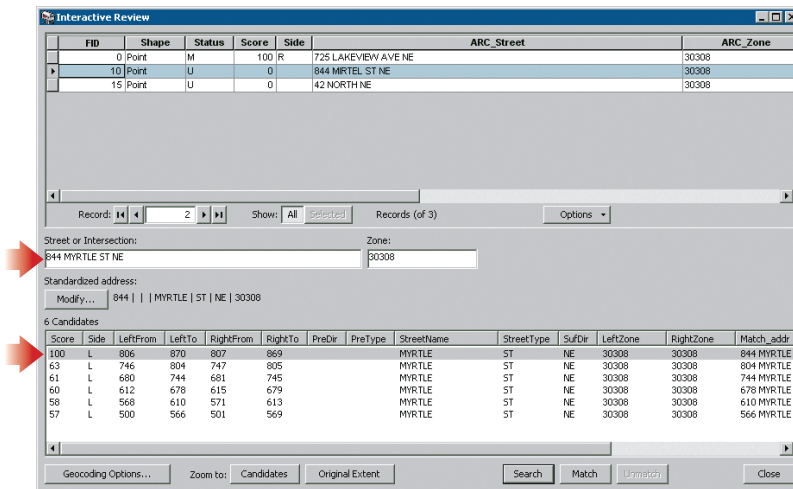 Interactive Review
FID Shape Status Score Side ARC_Street ARC_Zone
0 Point M 100 R 725 LAKEVIEW AVE NE 30308
10 Point U 0 844 MIRTEL ST NE 30308
15 Point U 0 42 NORTH NE 30308
Record: 2 Show: All Selected Records (of 3) Options
Street or Intersection: Zone:
844 MYRTLE ST NE 30308
Standardized address:
Modify... 844 | | | MYRTLE | ST | NE | 30308
6 Candidates
Score Side LeftFrom LeftTo RightFrom RightTo PreDir PreType StreetName StreetType SufDir LeftZone RightZone Match_addr
100 L 806 870 807 869 MYRTLE ST NE 30308 30308 844 MYRTLE
63 L 746 804 747 805 MYRTLE ST NE 30308 30308 804 MYRTLE
61 L 680 744 681 745 MYRTLE ST NE 30308 30308 744 MYRTLE
60 L 612 678 615 679 MYRTLE ST NE 30308 30308 678 MYRTLE
58 L 568 610 571 613 MYRTLE ST NE 30308 30308 610 MYRTLE
57 L 500 566 501 569 MYRTLE ST NE 30308 30308 566 MYRTLE
Geocoding Options... Zoom to: Candidates Original Extent Search Match Unmatch Close